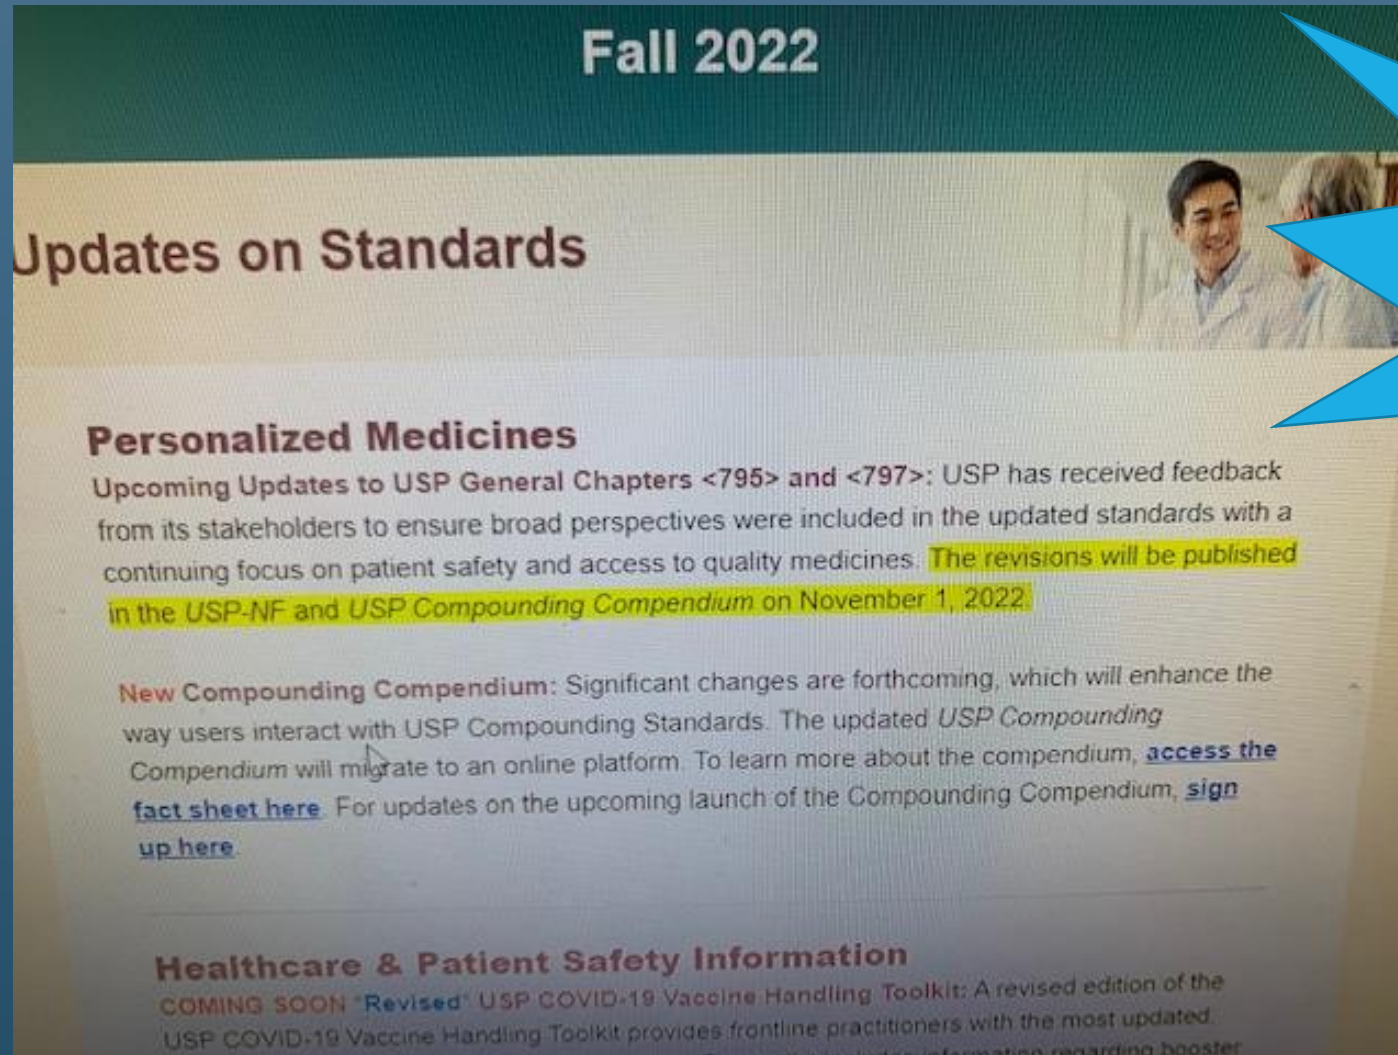 Fall 2022
Updates on Standards
Personalized Medicines
Upcoming Updates to USP General Chapters <795> and <797>: USP has received feedback
from its stakeholders to ensure broad perspectives were included in the updated standards with a
continuing focus on patient safety and access to quality medicines. The revisions will be published
in the USP-NF and USP Compounding Compendium on November 1, 2022.
New Compounding Compendium: Significant changes are forthcoming, which will enhance the
way users interact with USP Compounding Standards. The updated USP Compounding
Compendium will migrate to an online platform. To learn more about the compendium, access the
fact sheet here. For updates on the upcoming launch of the Compounding Compendium, sign
up here.
Healthcare & Patient Safety Information
COMING SOON "Revised" USP COVID-19 Vaccine Handling Toolkit: A revised edition of the
USP COVID-19 Vaccine Handling Toolkit provides frontline practitioners with the most updated
information regarding booster